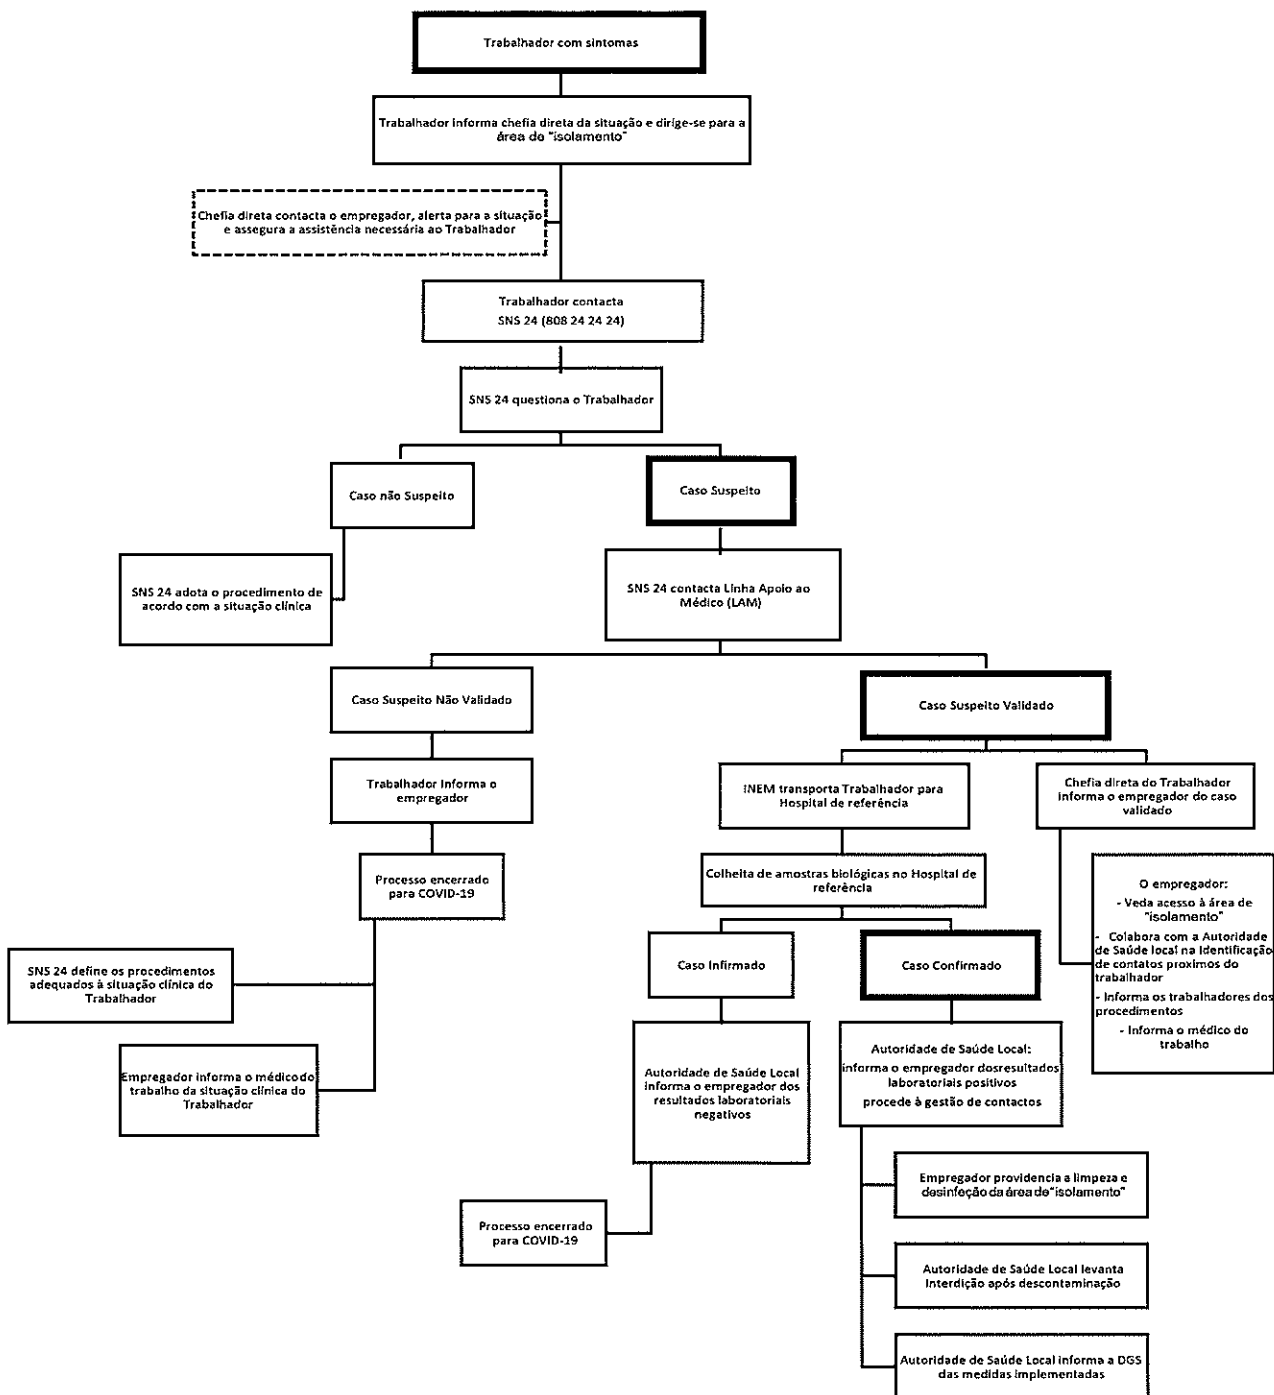 Trabalhador com sintomas
Trabalhador informa chefia direta da situação e dirige-se para a
área de "isolamento"
Chefia direta contacta o empregador, alerta para a situação
e assegura a assistência necessária ao Trabalhador
Trabalhador contacta
SNS 24 (808 24 24 24)
SNS 24 questiona o Trabalhador
Caso não Suspeito
Caso Suspeito
SNS 24 adota o procedimento de
acordo com a situação clínica
SNS 24 contacta Linha Apoio ao
Médico (LAM)
Caso Suspeito Não Validado
Caso Suspeito Validado
Trabalhador Informa o
empregador
INEM transporta Trabalhador para
Hospital de referência
Chefia direta do Trabalhador
informa o empregador do caso
validado
Processo encerrado
para COVID-19
Colheita de amostras biológicas no Hospital de
referência
O empregador:
- Veda acesso à área de
"isolamento"
- Colabora com a Autoridade
de Saúde local na Identificação
de contatos proximos do
trabalhador
- Informa os trabalhadores dos
procedimentos
- Informa o médico do
trabalho
SNS 24 define os procedimentos
adequados à situação clínica do
Trabalhador
Caso Infirmado
Caso Confirmado
Empregador informa o médico do
trabalho da situação clínica do
Trabalhador
Autoridade de Saúde Local
informa o empregador dos
resultados laboratoriais
negativos
Autoridade de Saúde Local:
informa o empregador dosresultados
laboratoriais positivos
procede à gestão de contactos
Processo encerrado
para COVID-19
Empregador providencia a limpeza e
desinfeção da área de"isolamento"
Autoridade de Saúde Local levanta
Interdição após descontaminação
Autoridade de Saúde Local informa a DGS
das medidas implementadas